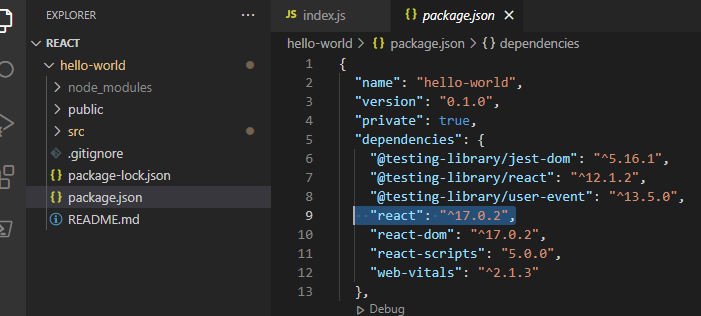 EXPLORER
REACT
hello-world
node_modules
public
src
.gitignore
package-lock.json
package.json
README.md
JS index.js
{} package.json
hello-world > {} package.json > {} dependencies
1 {
2 "name": "hello-world",
3 "version": "0.1.0",
4 "private": true,
5 "dependencies": {
6 "@testing-library/jest-dom": "^5.16.1",
7 "@testing-library/react": "^12.1.2",
8 "@testing-library/user-event": "^13.5.0",
9 "react": "^17.0.2",
10 "react-dom": "^17.0.2",
11 "react-scripts": "5.0.0",
12 "web-vitals": "^2.1.3"
13 },
Debug